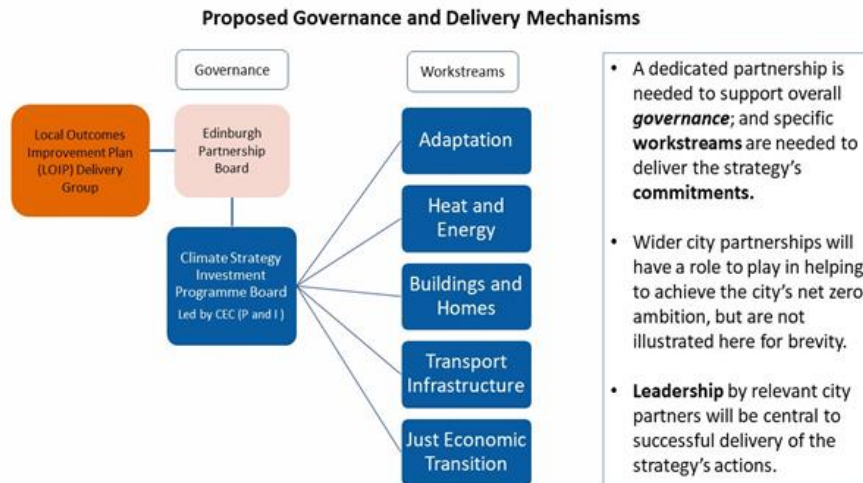 Proposed Governance and Delivery Mechanisms
Governance
Workstreams
Local Outcomes
Improvement Plan
(LOIP) Delivery
Group
Edinburgh
Partnership
Board
Climate Strategy
Investment
Programme Board
Led by CEC (P and I )
Adaptation
Heat and
Energy
Buildings and
Homes
Transport
Infrastructure
Just Economic
Transition
• A dedicated partnership is
needed to support overall
governance; and specific
workstreams are needed to
deliver the strategy's
commitments.
• Wider city partnerships will
have a role to play in helping
to achieve the city's net zero
ambition, but are not
illustrated here for brevity.
• Leadership by relevant city
partners will be central to
successful delivery of the
strategy's actions.